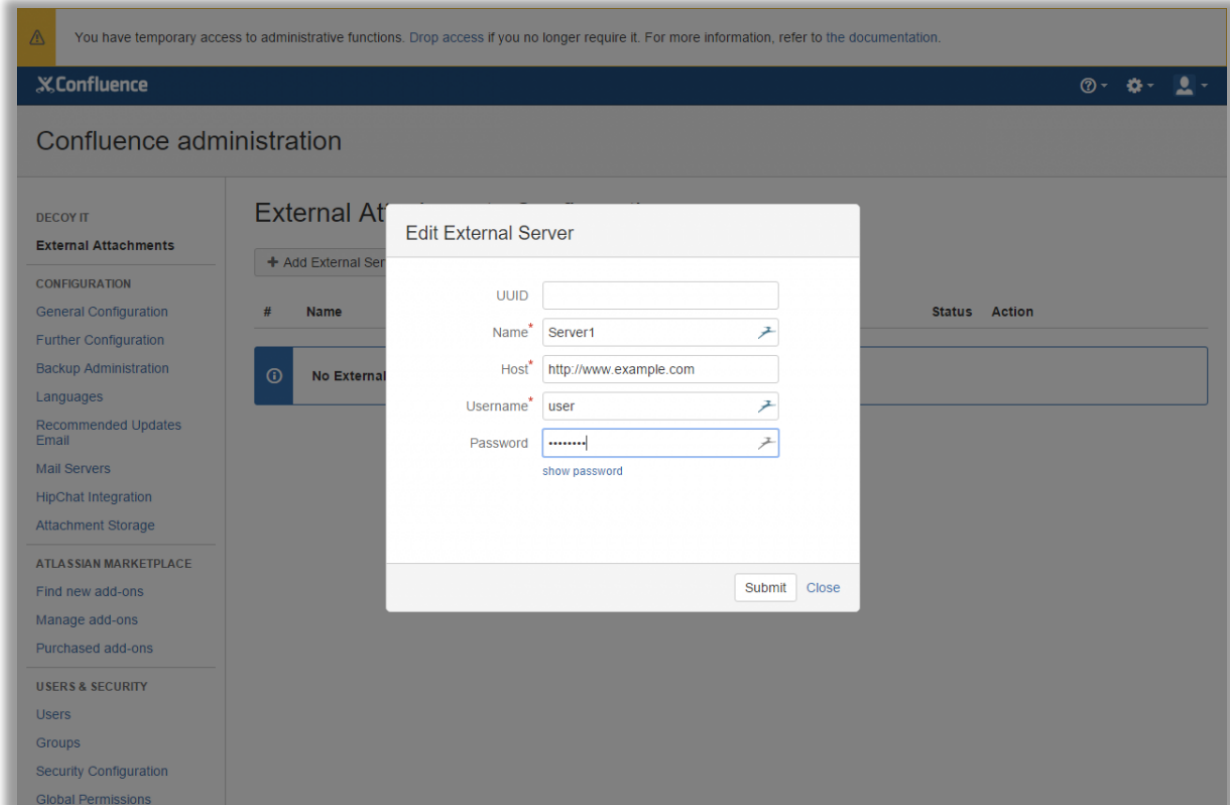 You have temporary access to administrative functions. Drop access if you no longer require it. For more information, refer to the documentation.
Confluence
Confluence administration
DECOY IT
External Attachments
CONFIGURATION
General Configuration
Further Configuration
Backup Administration
Languages
Recommended Updates
Email
Mail Servers
HipChat Integration
Attachment Storage
ATLASSIAN MARKETPLACE
Find new add-ons
Manage add-ons
Purchased add-ons
USERS & SECURITY
Users
Groups
Security Configuration
Global Permissions
External
+ Add External
# Name Status Action
No External
Edit External Server
UUID
Name* Server1
Host* http://www.example.com
Username* user
Password ••••••••
show password
Submit Close